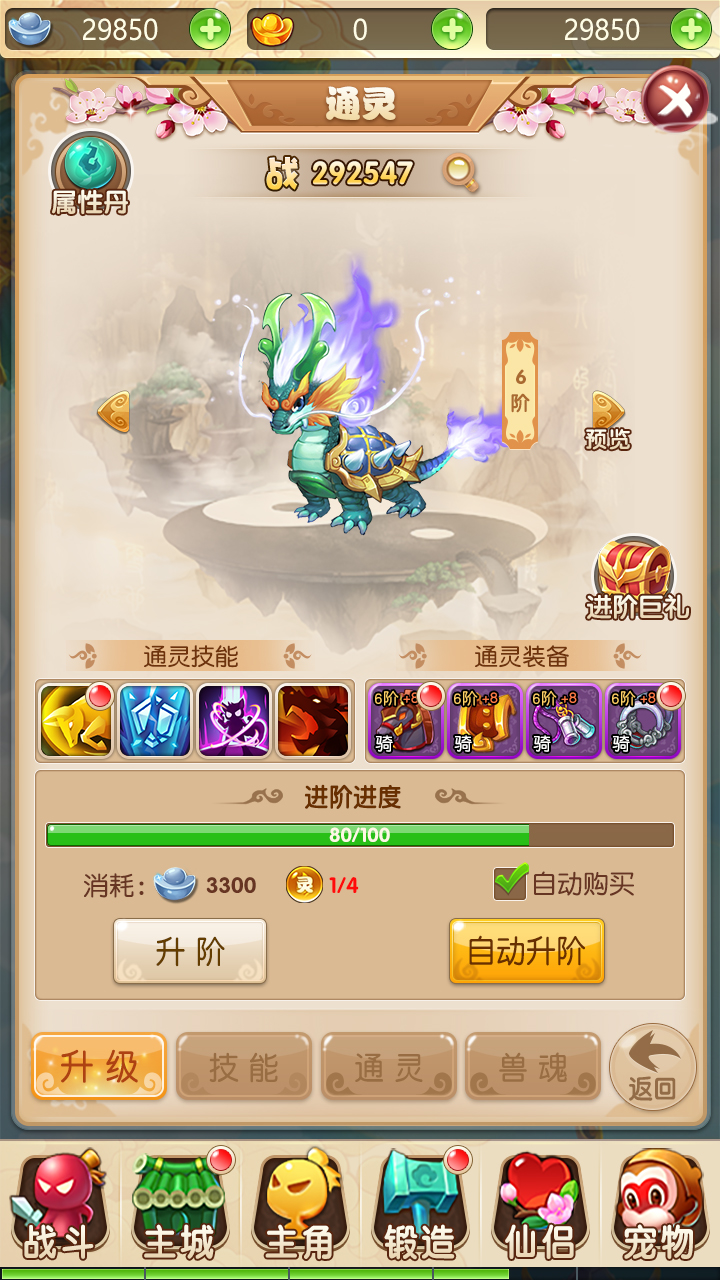 29850 0 29850
通灵
属性丹
战 292547
6阶
预览
进阶巨礼
通灵技能 通灵装备
6阶+8 6阶+8 6阶+8 6阶+8
骑 骑 骑 骑
进阶进度
80/100
消耗: 3300 灵 1/4 自动购买
升阶 自动升阶
升级 技能 通灵 兽魂 返回
战斗 主城 主角 锻造 仙侣 宠物